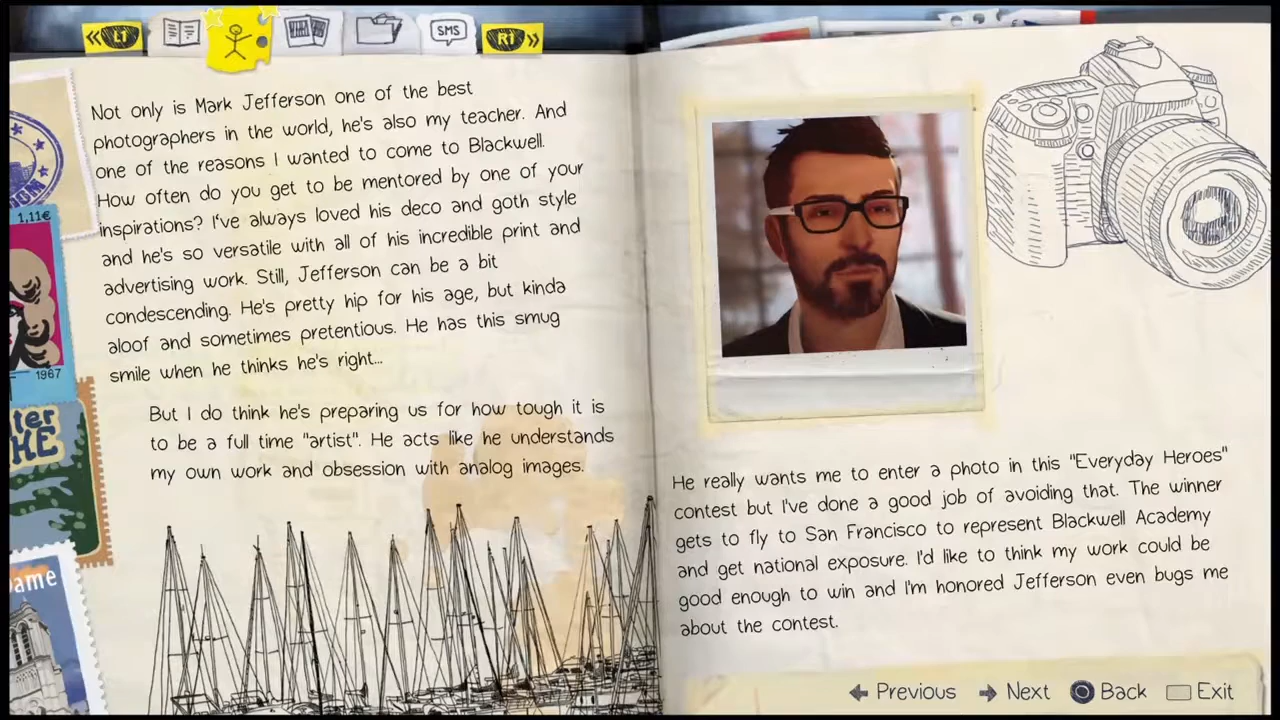 L1
SMS
R1
Not only is Mark Jefferson one of the best
photographers in the world, he's also my teacher. And
one of the reasons I wanted to come to Blackwell.
How often do you get to be mentored by one of your
inspirations? I've always loved his deco and goth style
and he's so versatile with all of his incredible print and
advertising work. Still, Jefferson can be a bit
condescending. He's pretty hip for his age, but kinda
aloof and sometimes pretentious. He has this smug
smile when he thinks he's right...
But I do think he's preparing us for how tough it is
to be a full time "artist". He acts like he understands
my own work and obsession with analog images.
1,11€
1967
He really wants me to enter a photo in this "Everyday Heroes"
contest but I've done a good job of avoiding that. The winner
gets to fly to San Francisco to represent Blackwell Academy
and get national exposure. I'd like to think my work could be
good enough to win and I'm honored Jefferson even bugs me
about the contest.
Previous
Next
Back
Exit